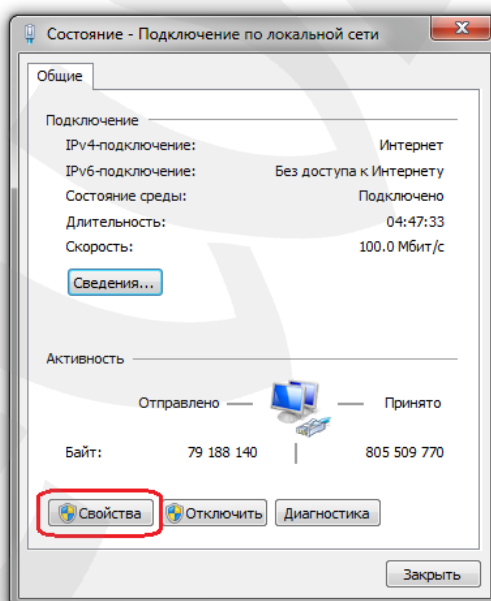 Состояние - Подключение по локальной сети
Общие
Подключение
IPv4-подключение: Интернет
IPv6-подключение: Без доступа к Интернету
Состояние среды: Подключено
Длительность: 04:47:33
Скорость: 100.0 Мбит/с
Сведения...
Активность
Отправлено — — Принято
Байт: 79 188 140 | 805 509 770
Свойства Отключить Диагностика
Закрыть